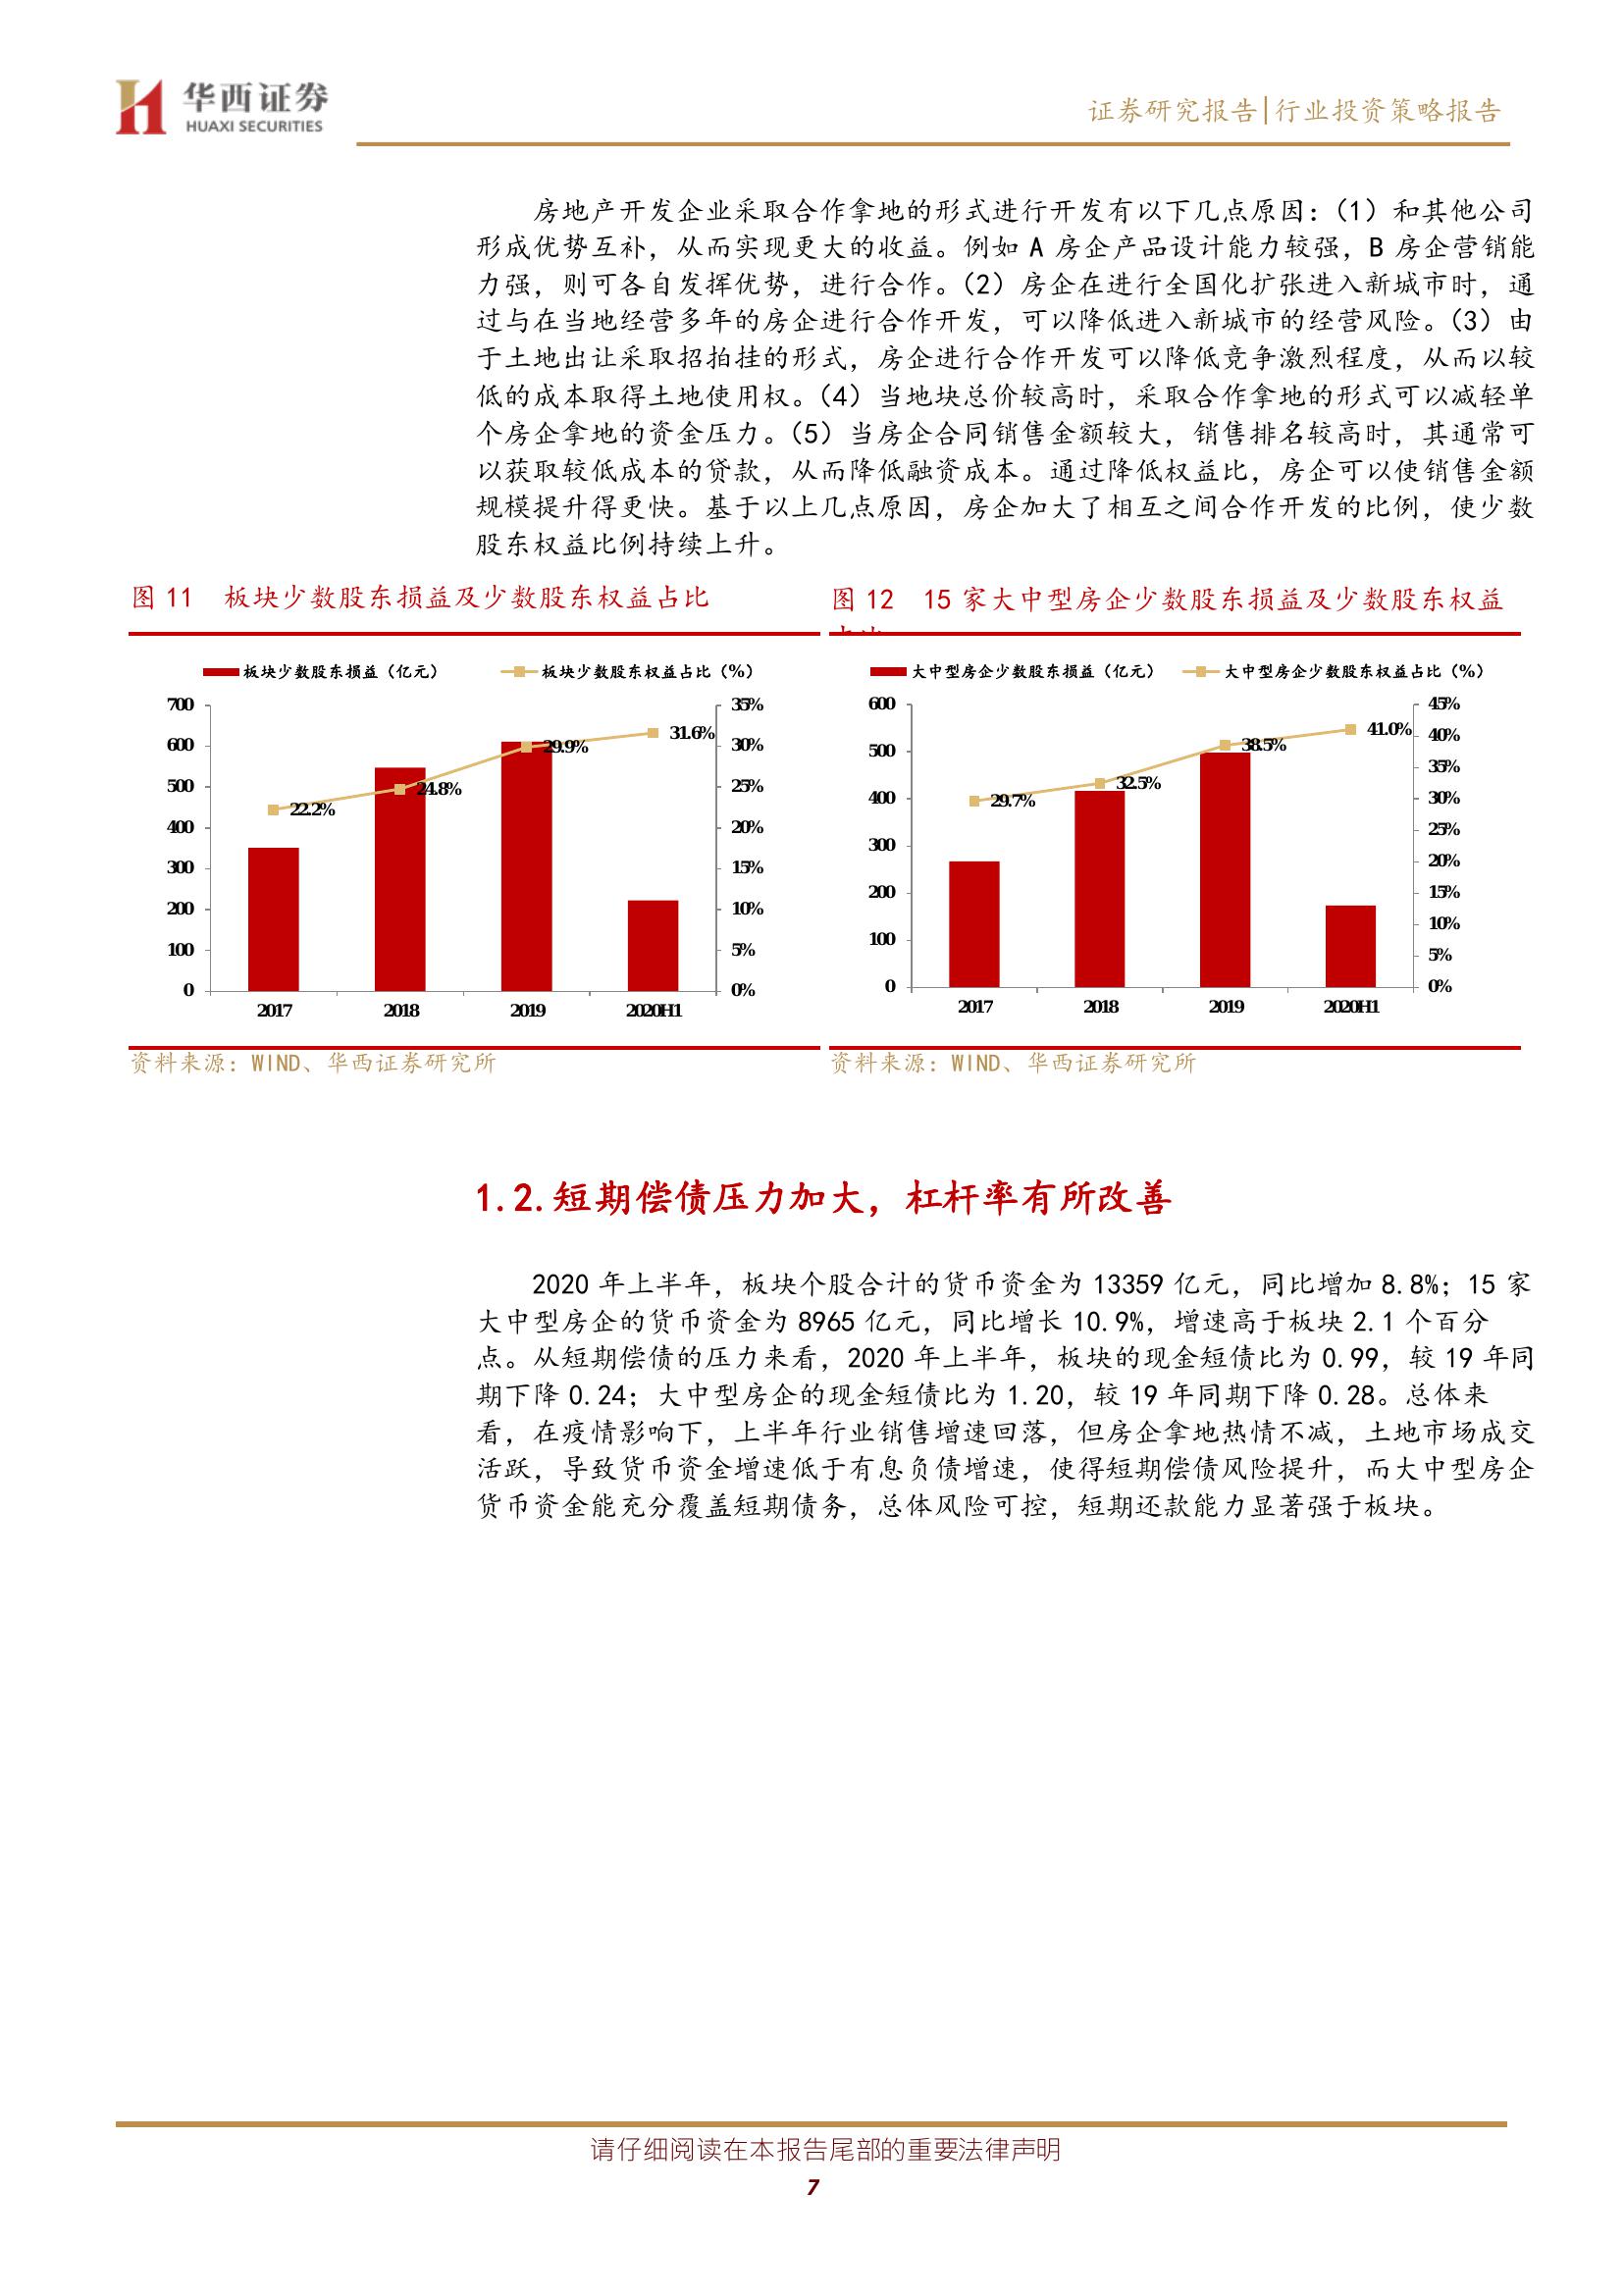 华西证券
HUAXI SECURITIES
证券研究报告|行业投资策略报告
房地产开发企业采取合作拿地的形式进行开发有以下几点原因：（1）和其他公司
形成优势互补，从而实现更大的收益。例如 A 房企产品设计能力较强，B 房企营销能
力强，则可各自发挥优势，进行合作。（2）房企在进行全国化扩张进入新城市时，通
过与在当地经营多年的房企进行合作开发，可以降低进入新城市的经营风险。（3）由
于土地出让采取招拍挂的形式，房企进行合作开发可以降低竞争激烈程度，从而以较
低的成本取得土地使用权。（4）当地块总价较高时，采取合作拿地的形式可以减轻单
个房企拿地的资金压力。（5）当房企合同销售金额较大，销售排名较高时，其通常可
以获取较低成本的贷款，从而降低融资成本。通过降低权益比，房企可以使销售金额
规模提升得更快。基于以上几点原因，房企加大了相互之间合作开发的比例，使少数
股东权益比例持续上升。
图 11 板块少数股东损益及少数股东权益占比
板块少数股东损益（亿元） 板块少数股东权益占比（%）
700 35%
600 30%
500 25%
400 20%
300 15%
200 10%
100 5%
0 0%
22.2% 24.8% 29.9% 31.6%
2017 2018 2019 2020H1
资料来源：WIND、华西证券研究所
图 12 15 家大中型房企少数股东损益及少数股东权益
大中型房企少数股东损益（亿元） 大中型房企少数股东权益占比（%）
600
500
400
300
200
100
0
45%
40%
35%
30%
25%
20%
15%
10%
5%
0%
29.7% 32.5% 38.5% 41.0%
2017 2018 2019 2020H1
资料来源：WIND、华西证券研究所
1.2.短期偿债压力加大，杠杆率有所改善
2020 年上半年，板块个股合计的货币资金为 13359 亿元，同比增加 8.8%；15 家
大中型房企的货币资金为 8965 亿元，同比增长 10.9%，增速高于板块 2.1 个百分
点。从短期偿债的压力来看，2020 年上半年，板块的现金短债比为 0.99，较 19 年同
期下降 0.24；大中型房企的现金短债比为 1.20，较 19 年同期下降 0.28。总体来
看，在疫情影响下，上半年行业销售增速回落，但房企拿地热情不减，土地市场成交
活跃，导致货币资金增速低于有息负债增速，使得短期偿债风险提升，而大中型房企
货币资金能充分覆盖短期债务，总体风险可控，短期还款能力显著强于板块。
请仔细阅读在本报告尾部的重要法律声明
7